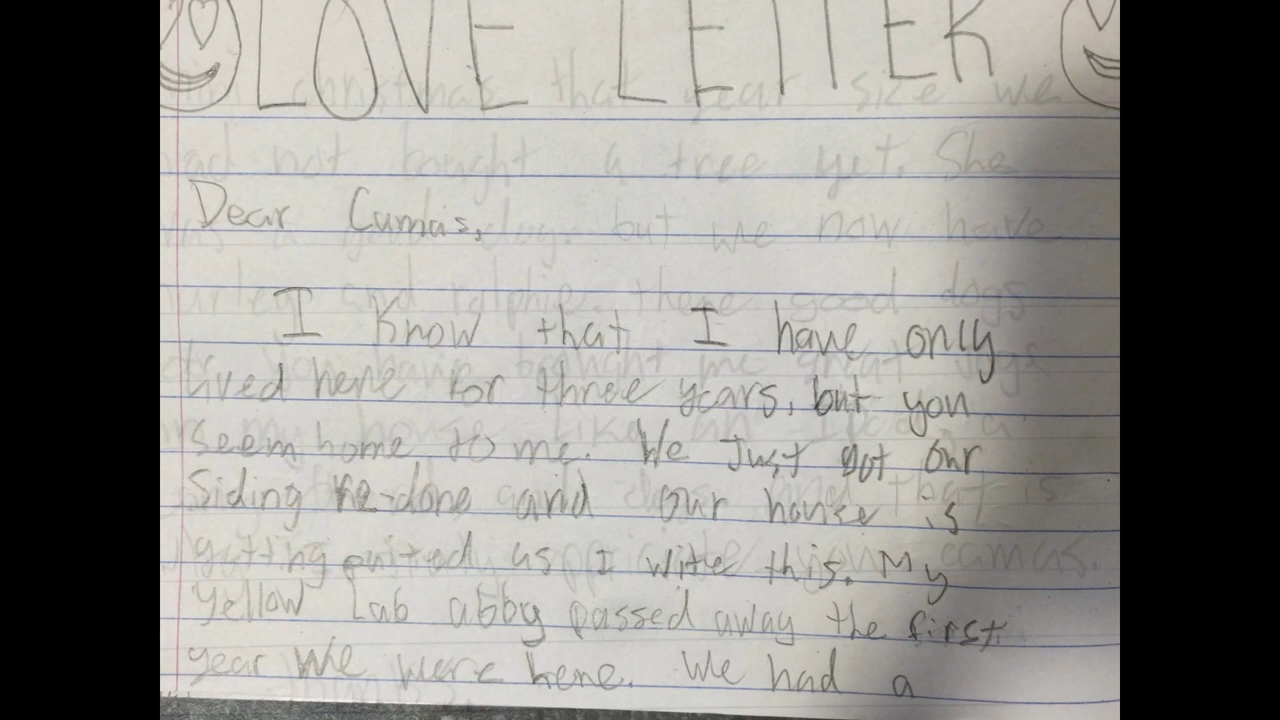 LOVE LETTER
Dear Camas,
I know that I have only
lived here for three years, but you
seem home to me. We Just got our
Siding re-done and our house is
getting painted as I write this. My
Yellow Lab abby passed away the first
year we were here. We had a